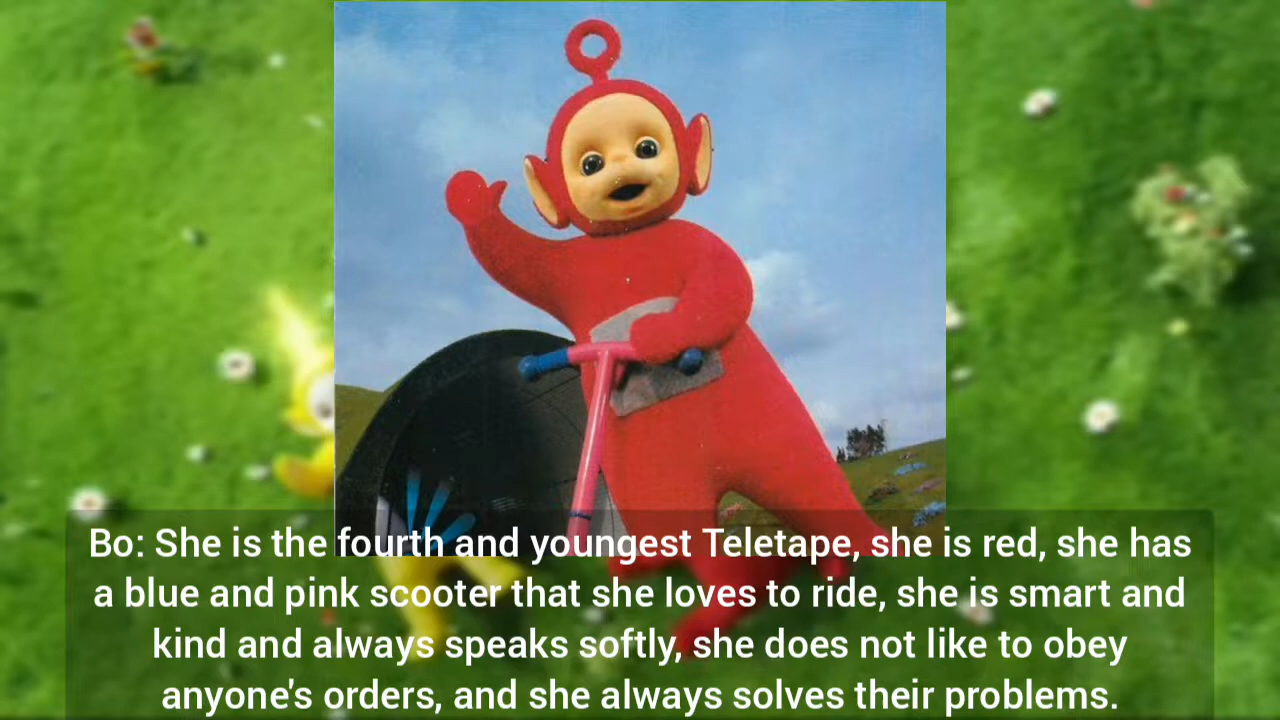 Bo: She is the fourth and youngest Teletape, she is red, she has
a blue and pink scooter that she loves to ride, she is smart and
kind and always speaks softly, she does not like to obey
anyone's orders, and she always solves their problems.